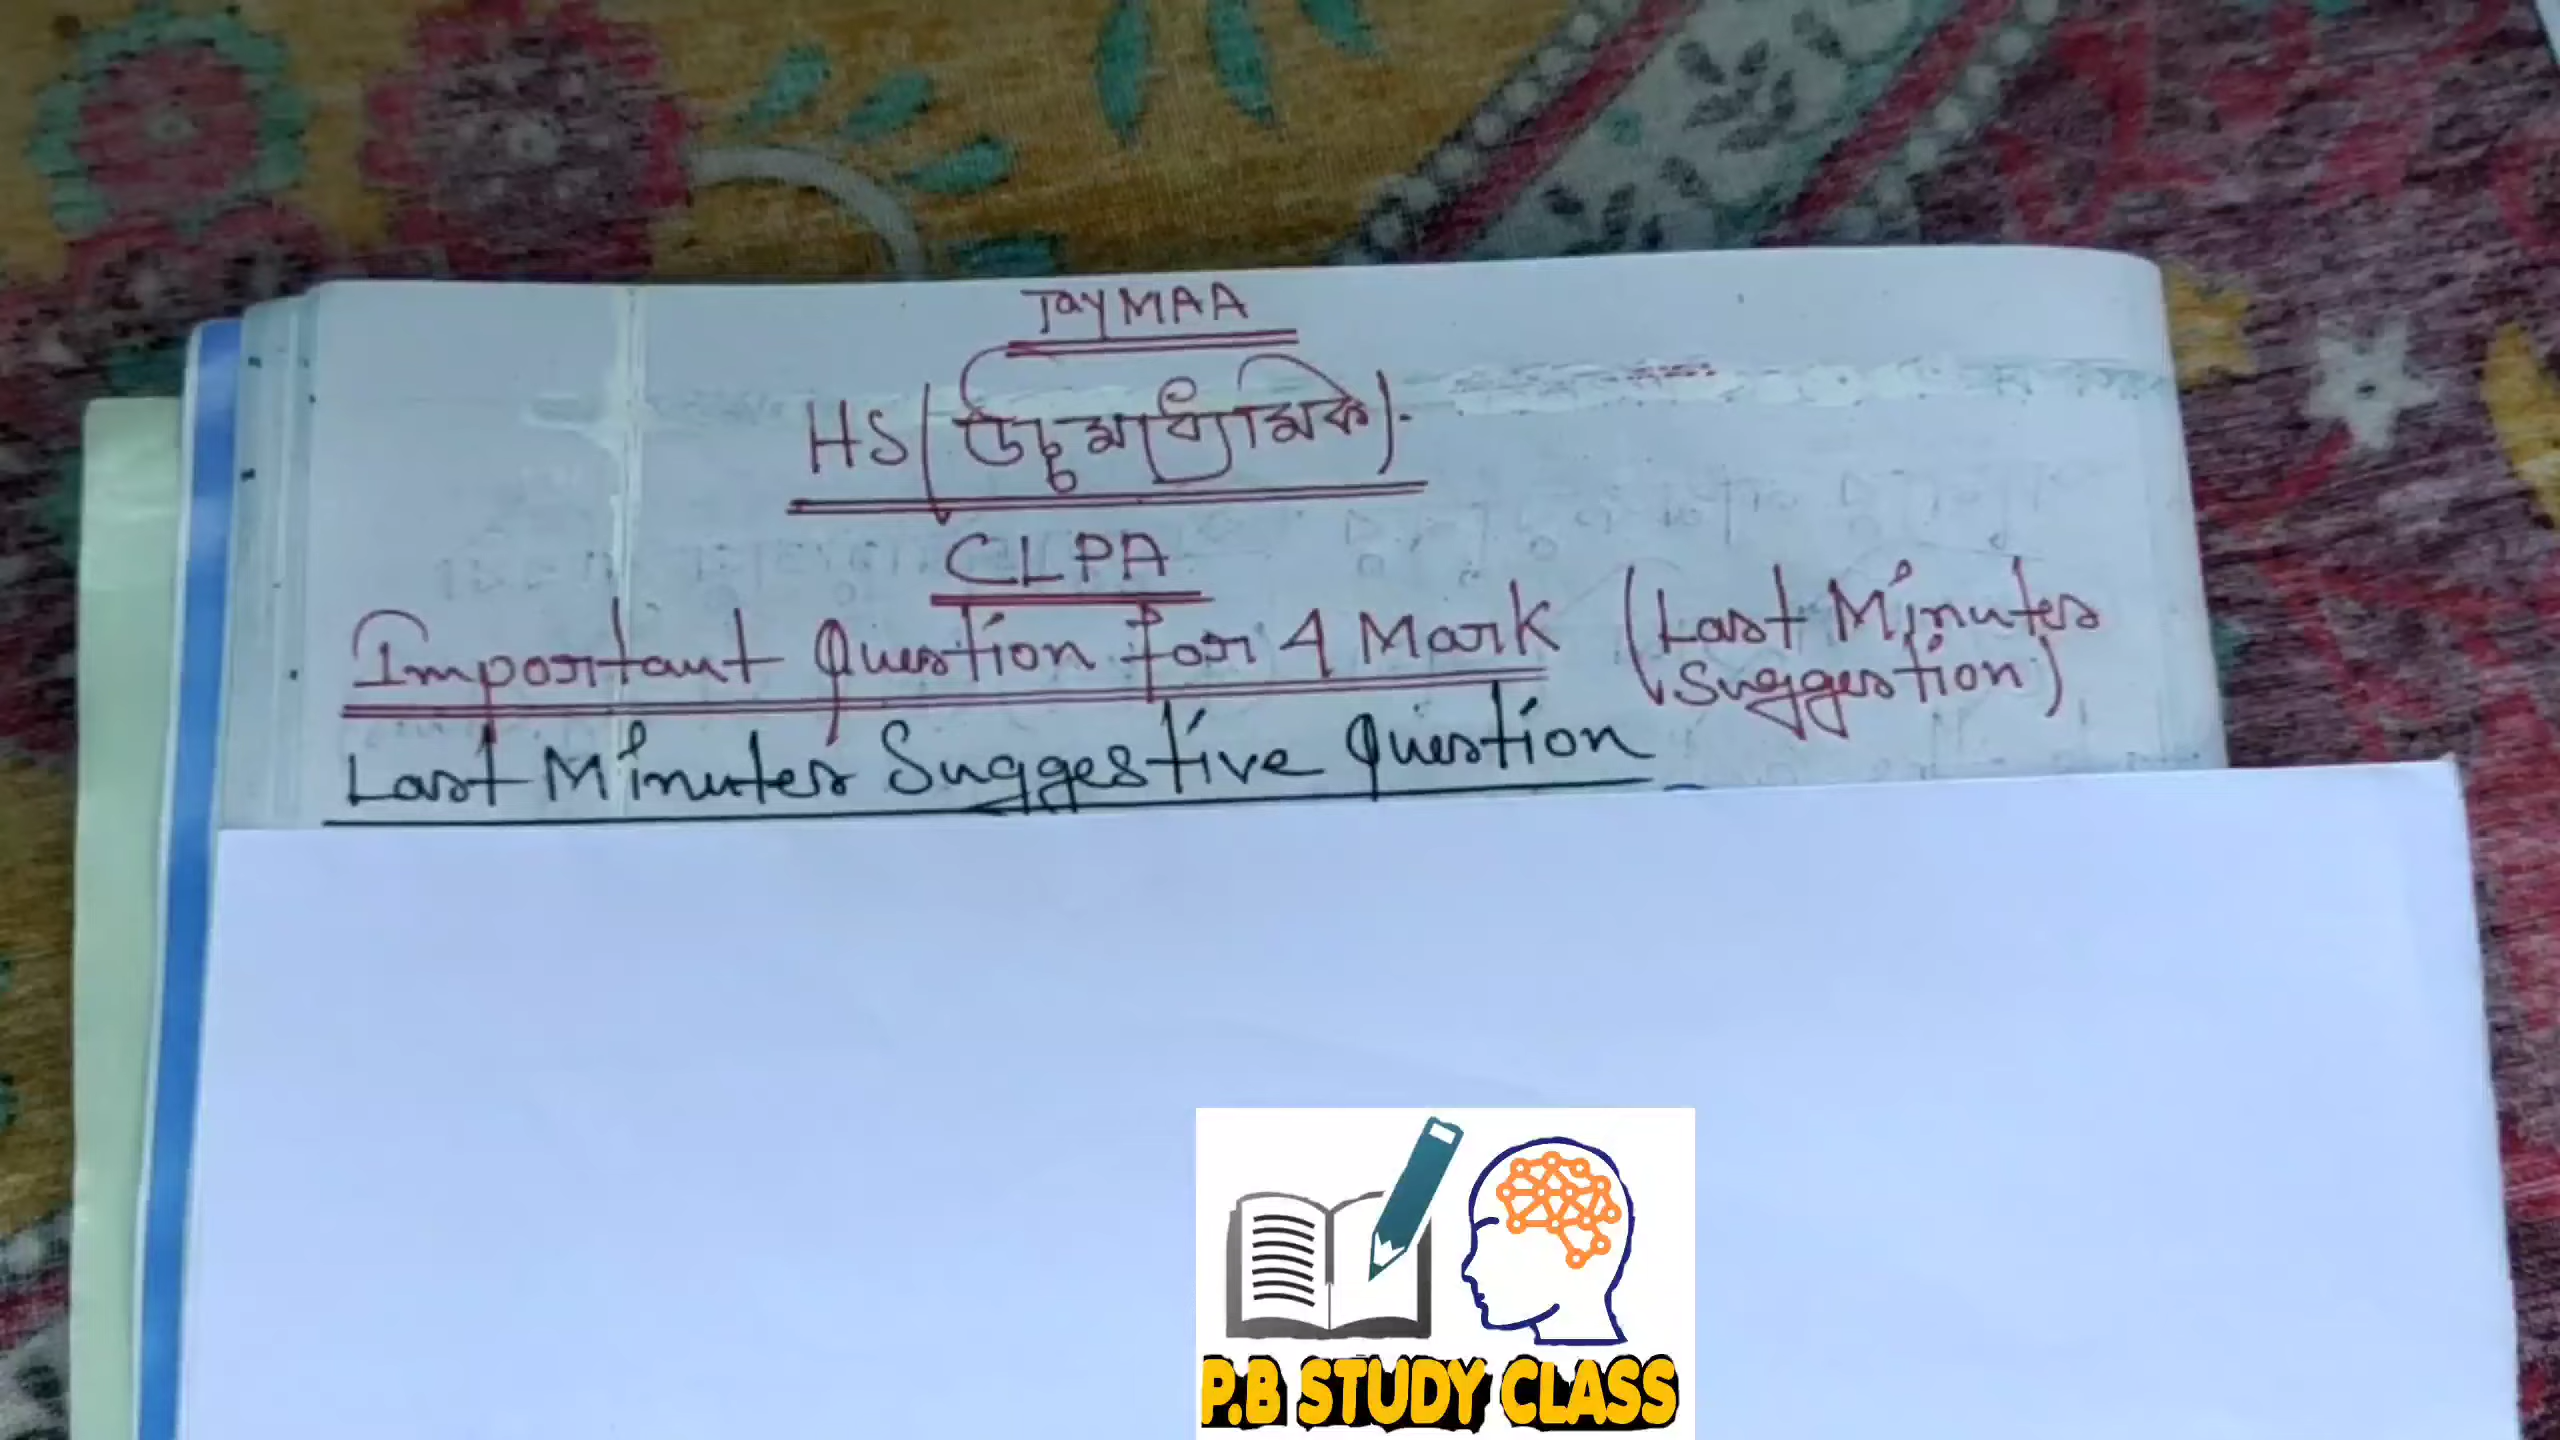 Jay MAA
HS (উচ্চমাধ্যমিক).
CLPA
Important Question for 4 Mark (Last Minutes
Suggestion)
Last Minutes Suggestive Question
P.B STUDY CLASS